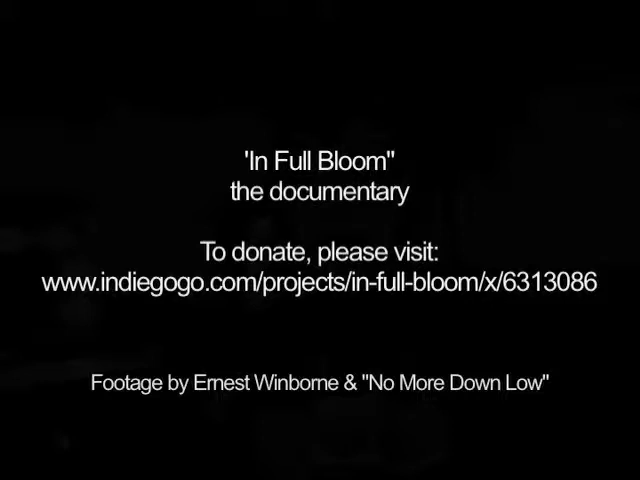 'In Full Bloom"
the documentary
To donate, please visit:
www.indiegogo.com/projects/in-full-bloom/x/6313086
Footage by Ernest Winborne & "No More Down Low"